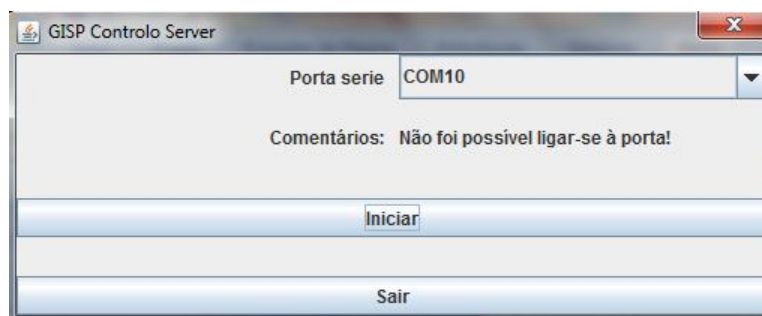 GISP Controlo Server
Porta serie COM10
Comentários: Não foi possível ligar-se à porta!
Iniciar
Sair